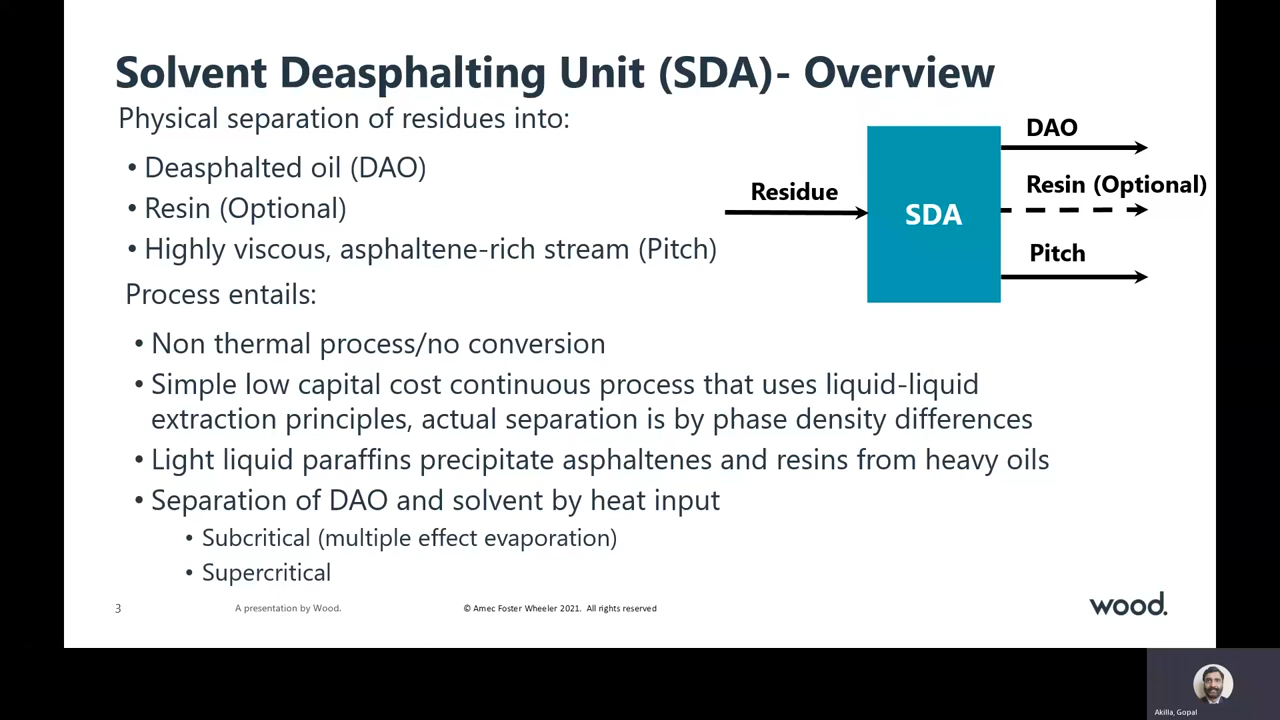 Solvent Deasphalting Unit (SDA)- Overview
Physical separation of residues into:
• Deasphalted oil (DAO)
• Resin (Optional)
• Highly viscous, asphaltene-rich stream (Pitch)
Process entails:
• Non thermal process/no conversion
• Simple low capital cost continuous process that uses liquid-liquid
extraction principles, actual separation is by phase density differences
• Light liquid paraffins precipitate asphaltenes and resins from heavy oils
• Separation of DAO and solvent by heat input
• Subcritical (multiple effect evaporation)
• Supercritical
Residue
SDA
DAO
Resin (Optional)
Pitch
3
A presentation by Wood.
© Amec Foster Wheeler 2021. All rights reserved
wood.
Akilla, Gopal